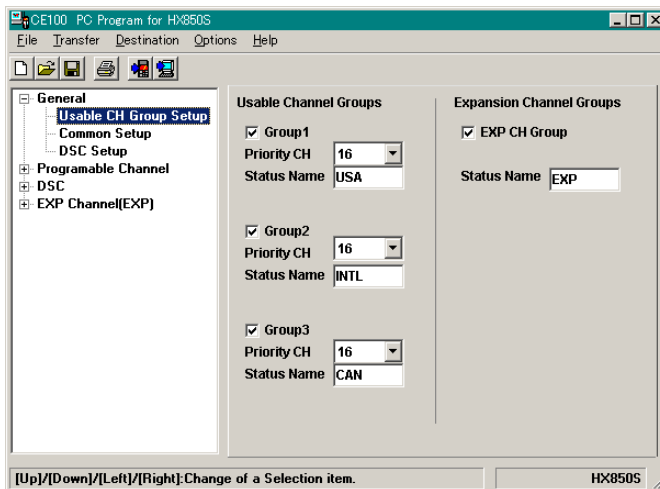 CE100 PC Program for HX850S
File Transfer Destination Options Help
General
Usable CH Group Setup
Common Setup
DSC Setup
Programable Channel
DSC
EXP Channel(EXP)
Usable Channel Groups
Group1
Priority CH 16
Status Name USA
Group2
Priority CH 16
Status Name INTL
Group3
Priority CH 16
Status Name CAN
Expansion Channel Groups
EXP CH Group
Status Name EXP
[Up]/[Down]/[Left]/[Right]:Change of a Selection item.
HX850S